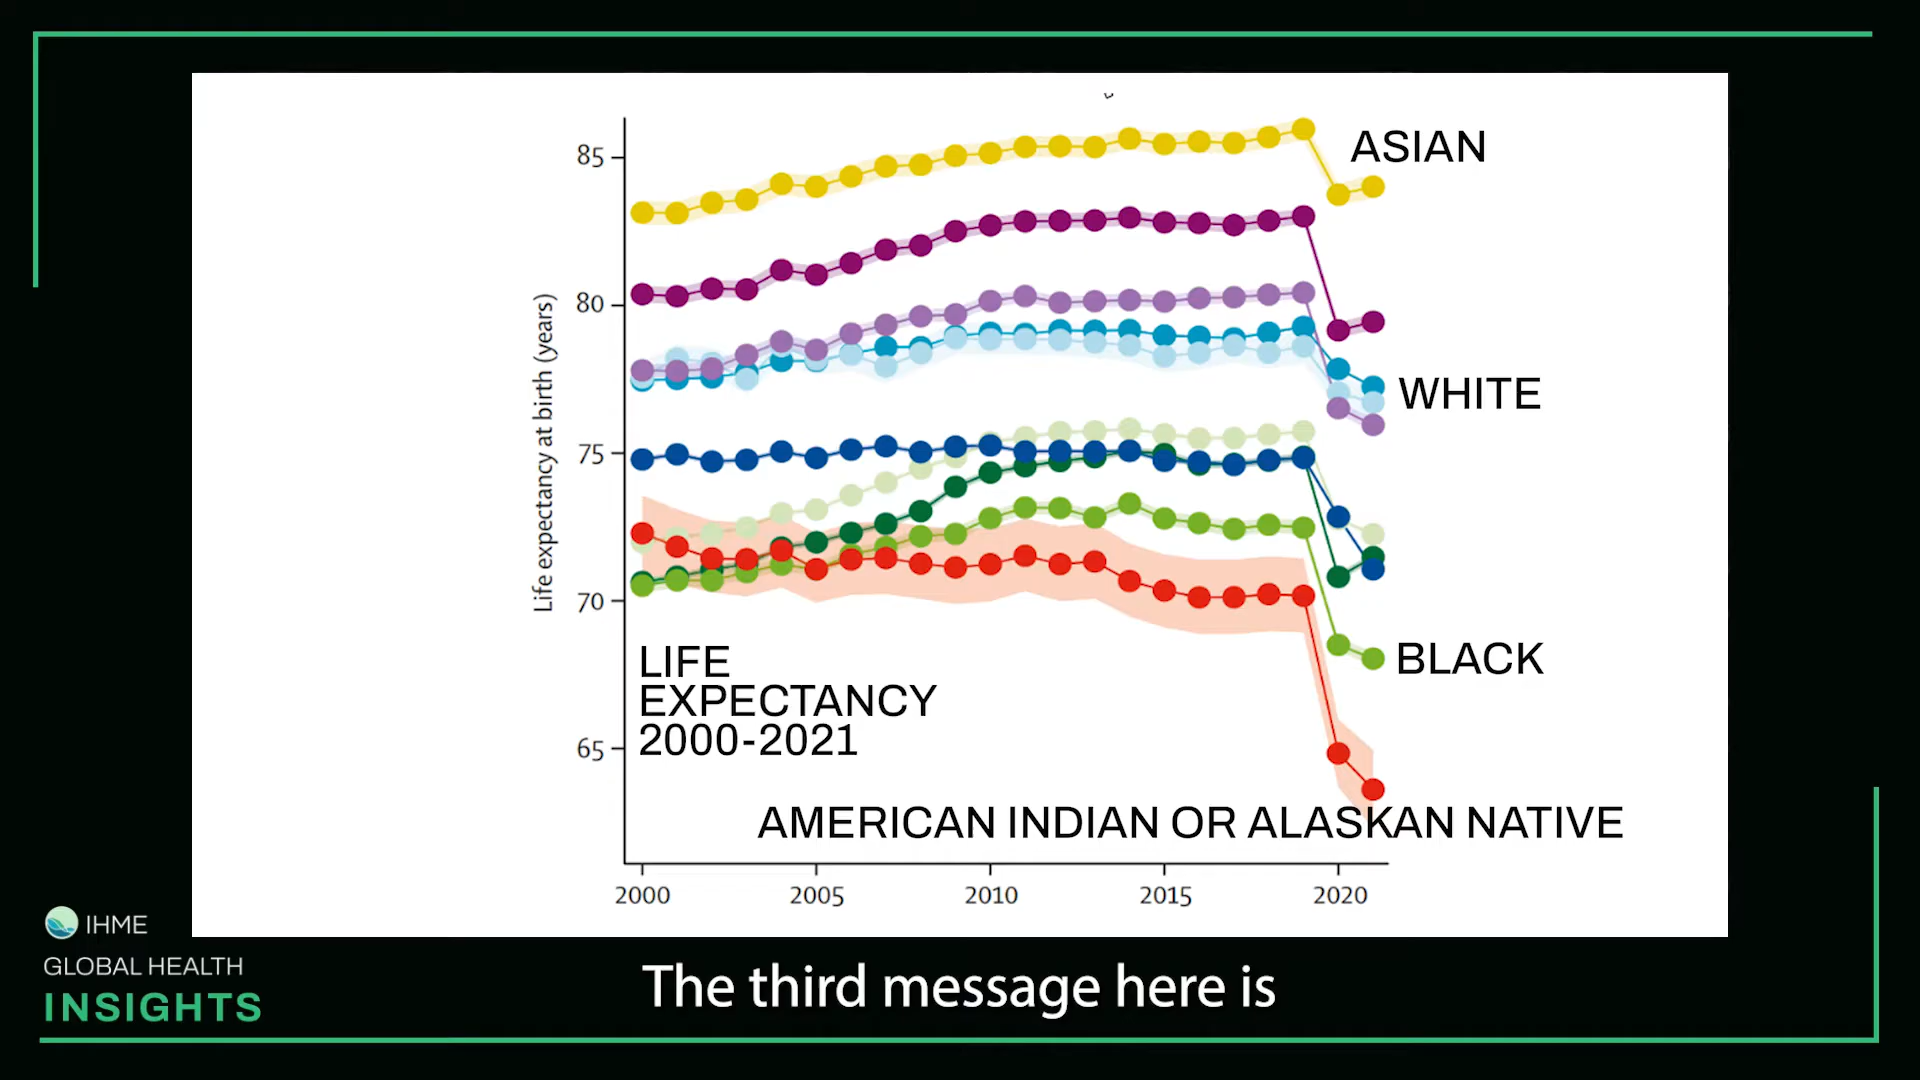 ASIAN
85
80
Life expectancy at birth (years)
WHITE
75
70
BLACK
LIFE
EXPECTANCY
2000-2021
65
AMERICAN INDIAN OR ALASKAN NATIVE
2000 2005 2010 2015 2020
IHME
GLOBAL HEALTH
INSIGHTS
The third message here is